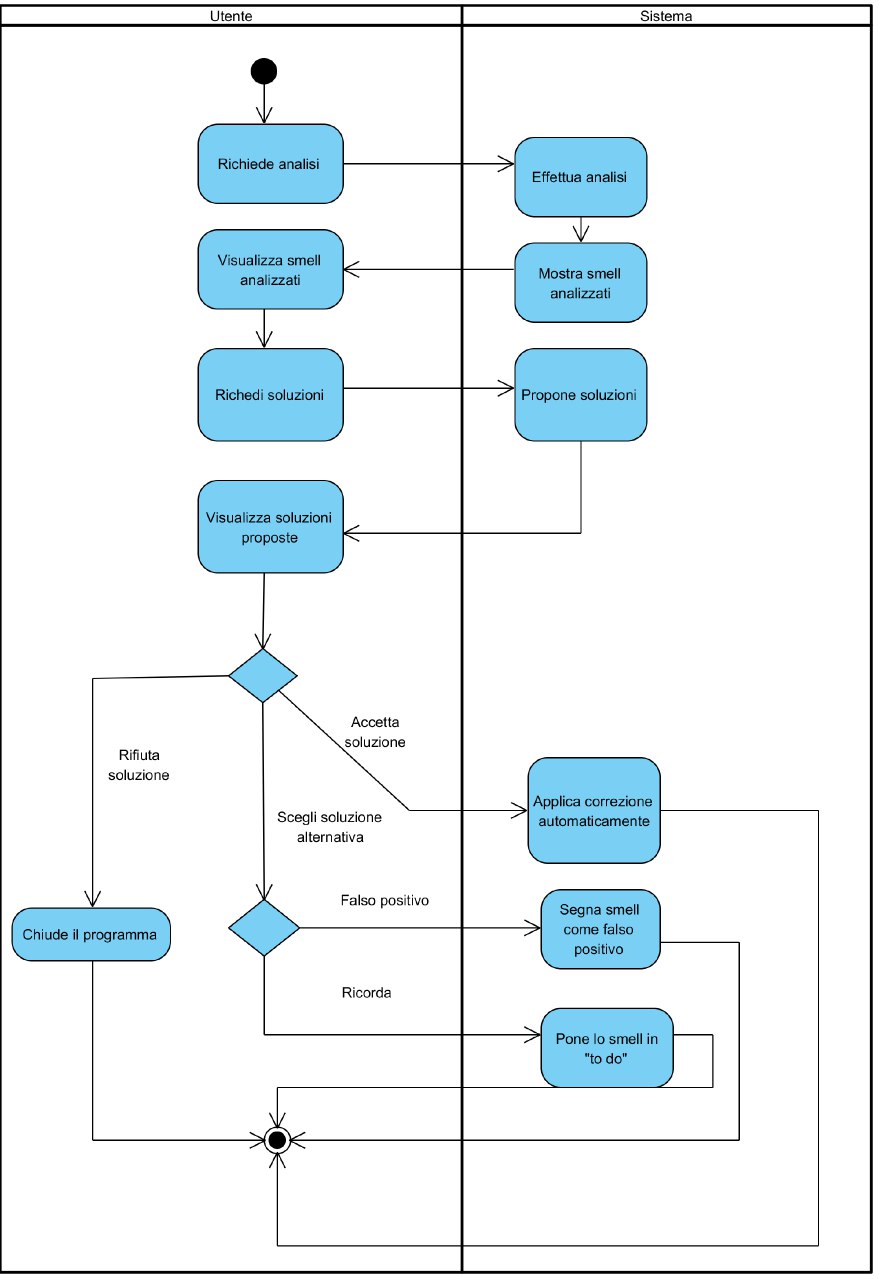 Utente
Sistema
Richiede analisi
Effettua analisi
Visualizza smell
analizzati
Mostra smell
analizzati
Richedi soluzioni
Propone soluzioni
Visualizza soluzioni
proposte
Accetta
soluzione
Rifiuta
soluzione
Scegli soluzione
alternativa
Applica correzione
automaticamente
Falso positivo
Segna smell
come falso
positivo
Chiude il programma
Ricorda
Pone lo smell in
"to do"